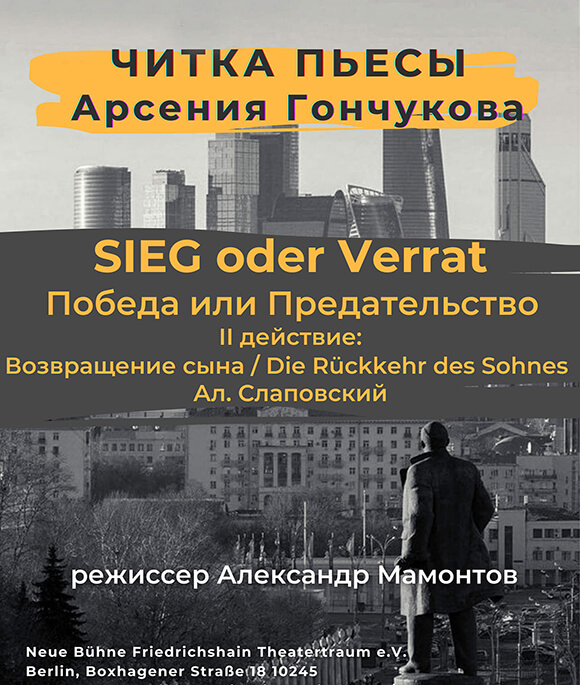 ЧИТКА ПЬЕСЫ
Арсения Гончукова
SIEG oder Verrat
Победа или Предательство
II действие:
Возвращение сына / Die Rückkehr des Sohnes
Ал. Слаповский
режиссер Александр Мамонтов
Neue Bühne Friedrichshain Theatertraum e.V.
Berlin, Boxhagener Straße 18 10245